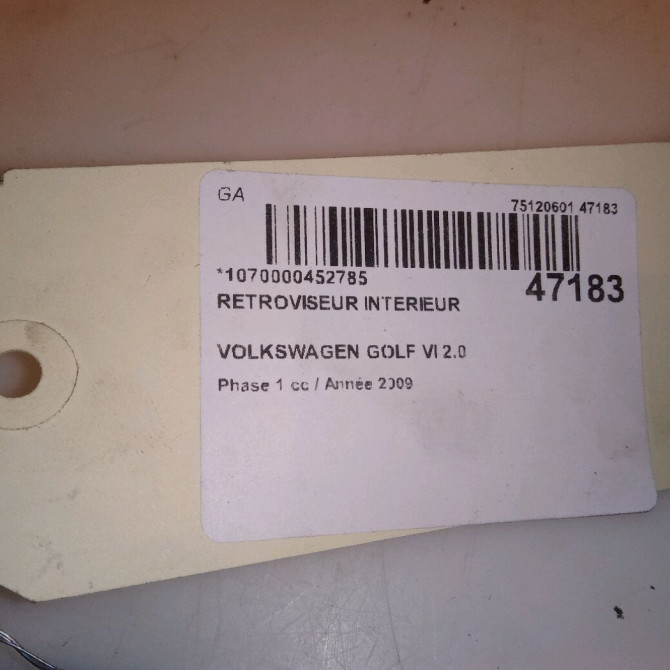 GA
75120601 47183
*1070000452785
47183
RETROVISEUR INTERIEUR
VOLKSWAGEN GOLF VI 2.0
Phase 1 cc / Année 2009